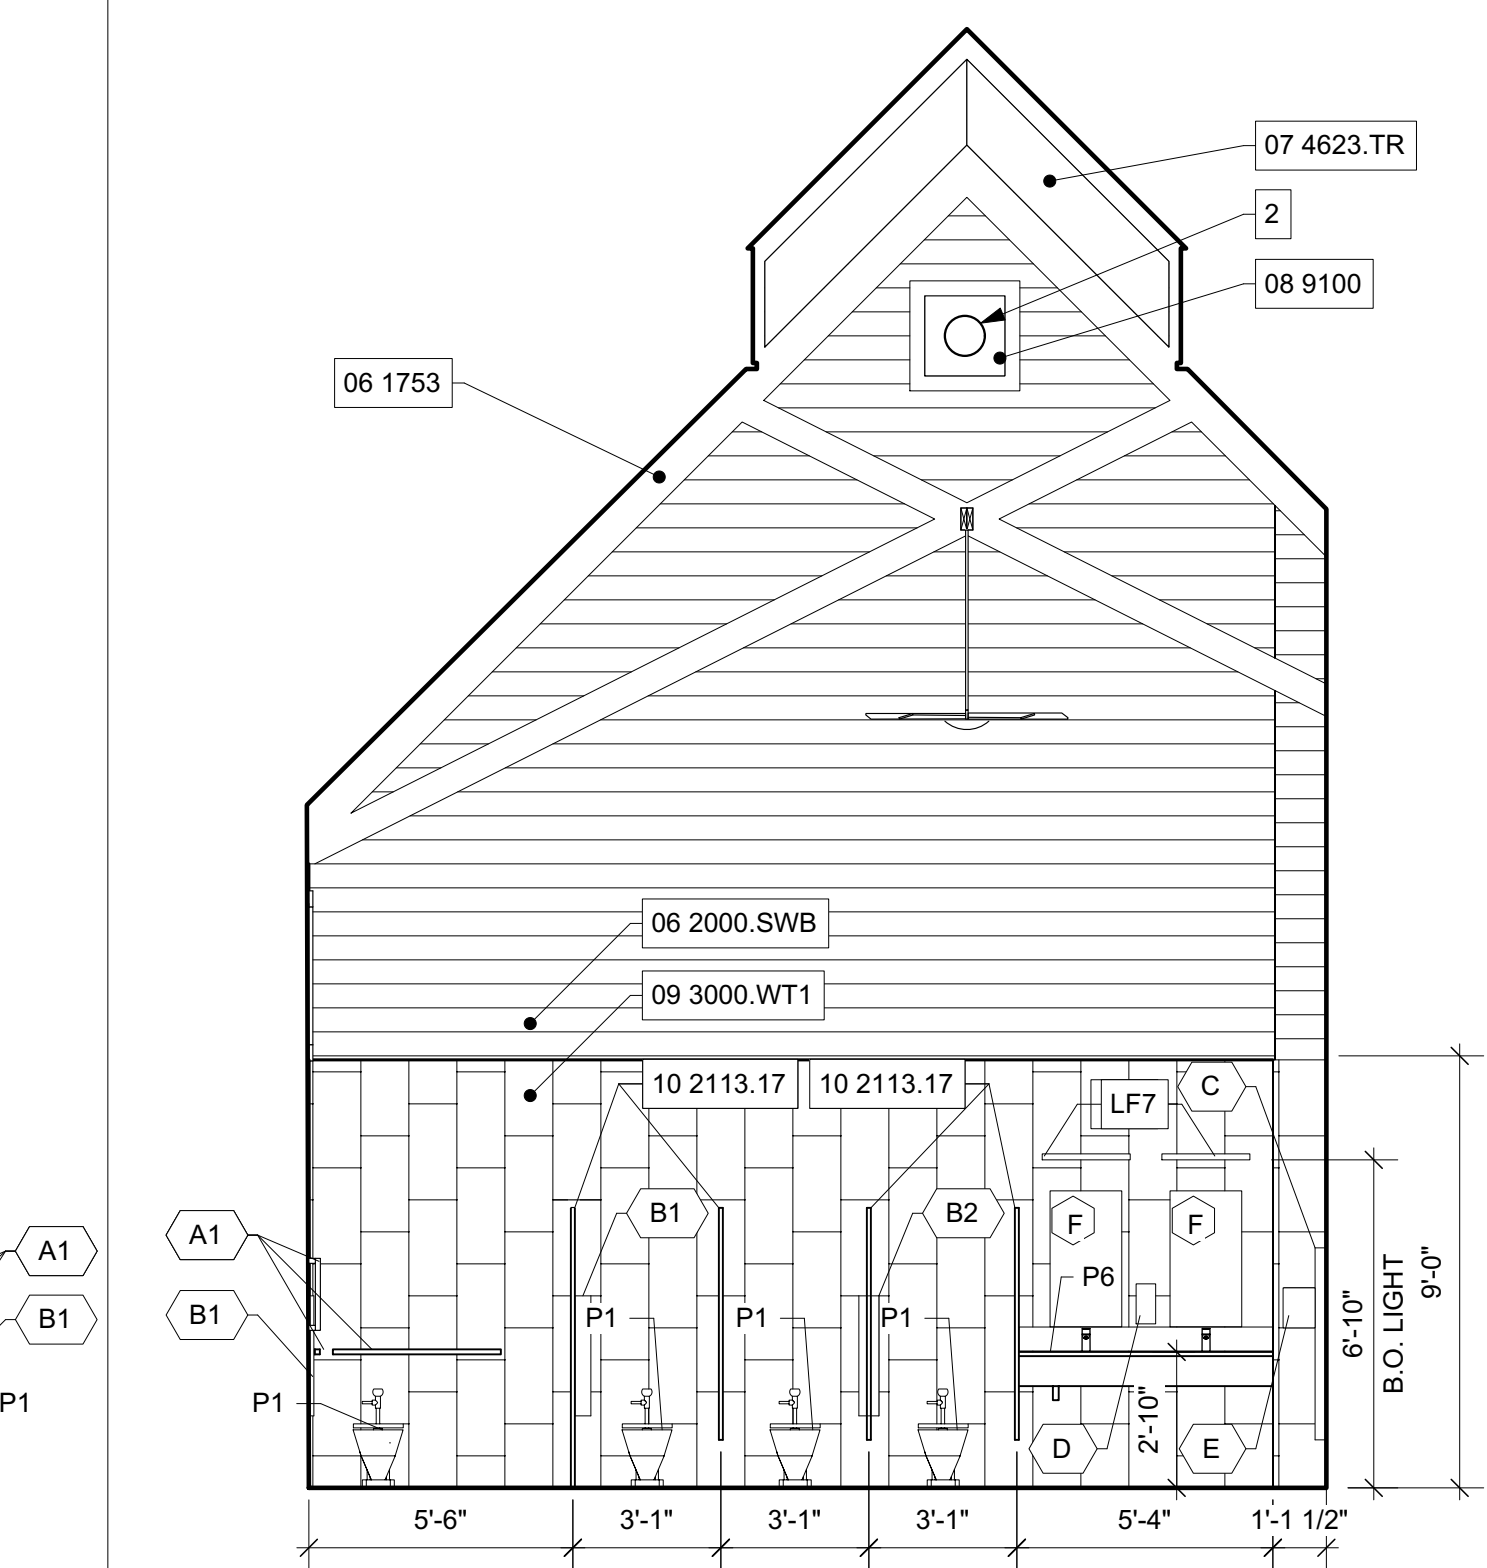 07 4623.TR
2
08 9100
06 1753
06 2000.SWB
09 3000.WT1
10 2113.17
10 2113.17
C
LF7
B1
B2
F
F
A1
A1
P6
B1
B1
P1
P1
P1
P1
P1
D
E
2'-10"
6'-10"
B.O. LIGHT
9'-0"
5'-6"
3'-1"
3'-1"
3'-1"
5'-4"
1'-1 1/2"